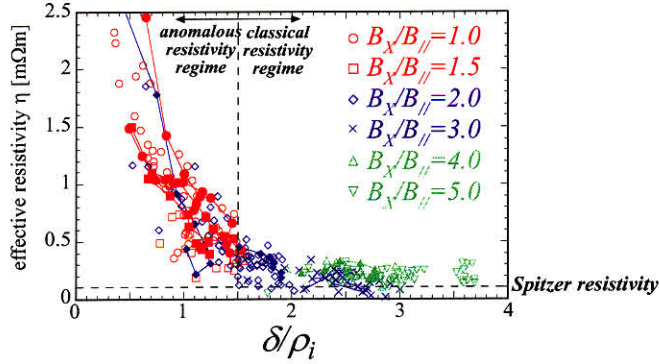 2.5
2
1.5
1
0.5
0
effective resistivity η [mΩm]
anomalous
resistivity
regime
classical
resistivity
regime
B_X/B_//=1.0
B_X/B_//=1.5
B_X/B_//=2.0
B_X/B_//=3.0
B_X/B_//=4.0
B_X/B_//=5.0
Spitzer resistivity
0 1 2 3 4
δ/ρ_i